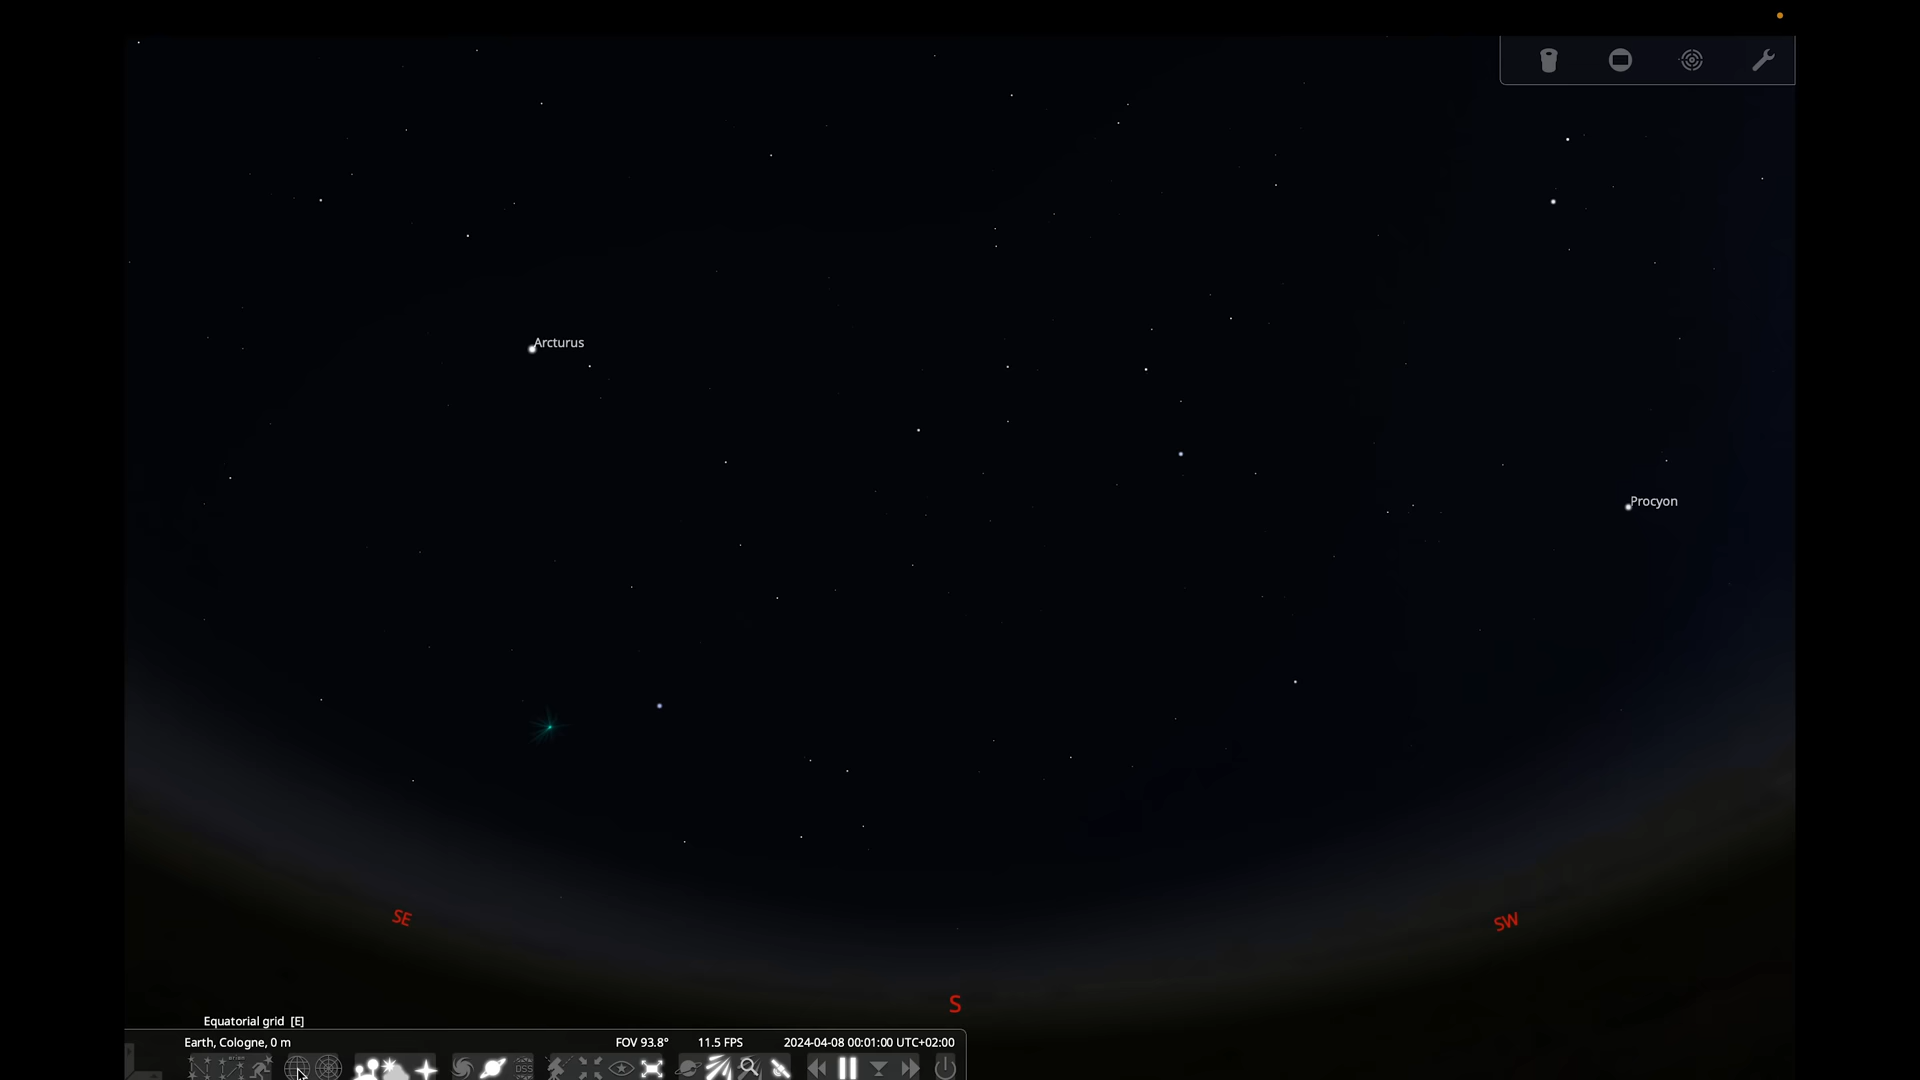 Arcturus
Procyon
SE
SW
S
Equatorial grid [E]
Earth, Cologne, 0 m FOV 93.8° 11.5 FPS 2024-04-08 00:01:00 UTC+02:00
DSS